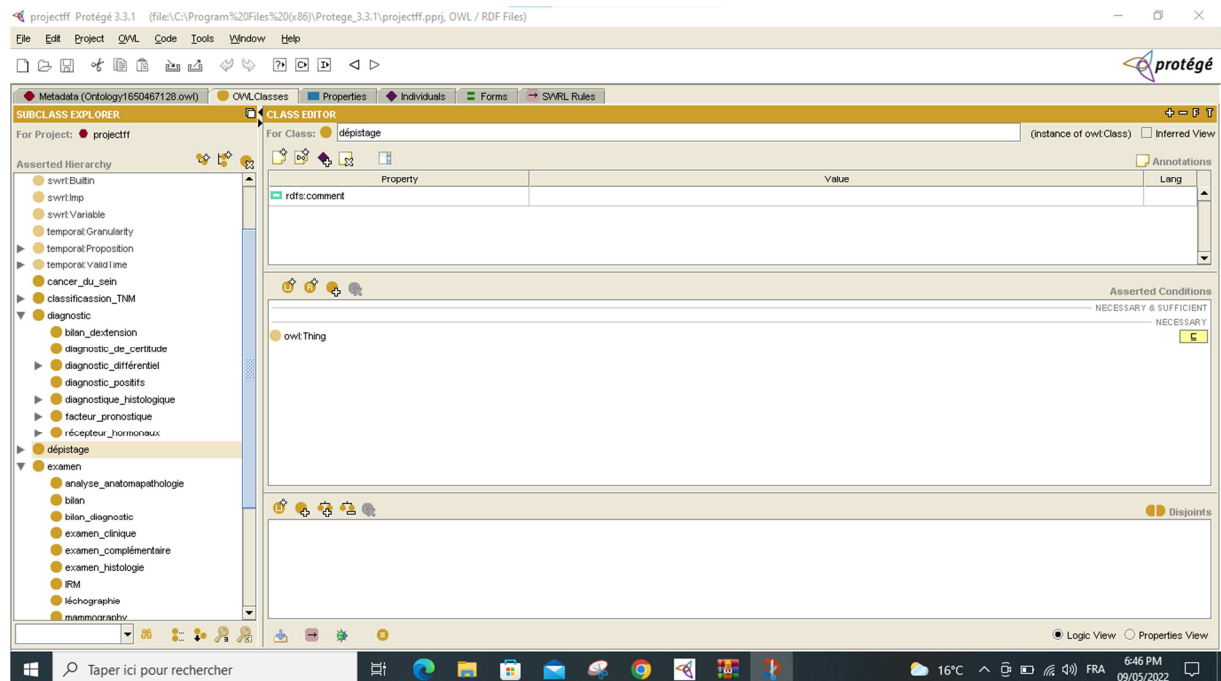 projectff Protégé 3.3.1 (file:\C:\Program%20Files%20(x86)\Protege_3.3.1\projectff.pprj, OWL / RDF Files)
File Edit Project OWL Code Tools Window Help
protégé
Metadata (Ontology1650467128.owl) OWLClasses Properties Individuals Forms SWRL Rules
SUBCLASS EXPLORER
CLASS EDITOR
For Project: projectff
For Class: dépistage (instance of owl:Class) Inferred View
Asserted Hierarchy
Annotations
Property Value Lang
rdfs:comment
swrl:Builtin
swrl:Imp
swrl:Variable
temporal:Granularity
temporal:Proposition
temporal:ValidTime
cancer_du_sein
classificassion_TNM
diagnostic
bilan_dextension
diagnostic_de_certitude
diagnostic_différentiel
diagnostic_positifs
diagnostique_histologique
facteur_pronostique
récepteur_hormonaux
dépistage
examen
analyse_anatomapathologie
bilan
bilan_diagnostic
examen_clinique
examen_complémentaire
examen_histologie
IRM
léchographie
mammography
Asserted Conditions
NECESSARY & SUFFICIENT
NECESSARY
owl:Thing
Disjoints
Logic View Properties View
Taper ici pour rechercher
16°C FRA 6:46 PM
09/05/2022